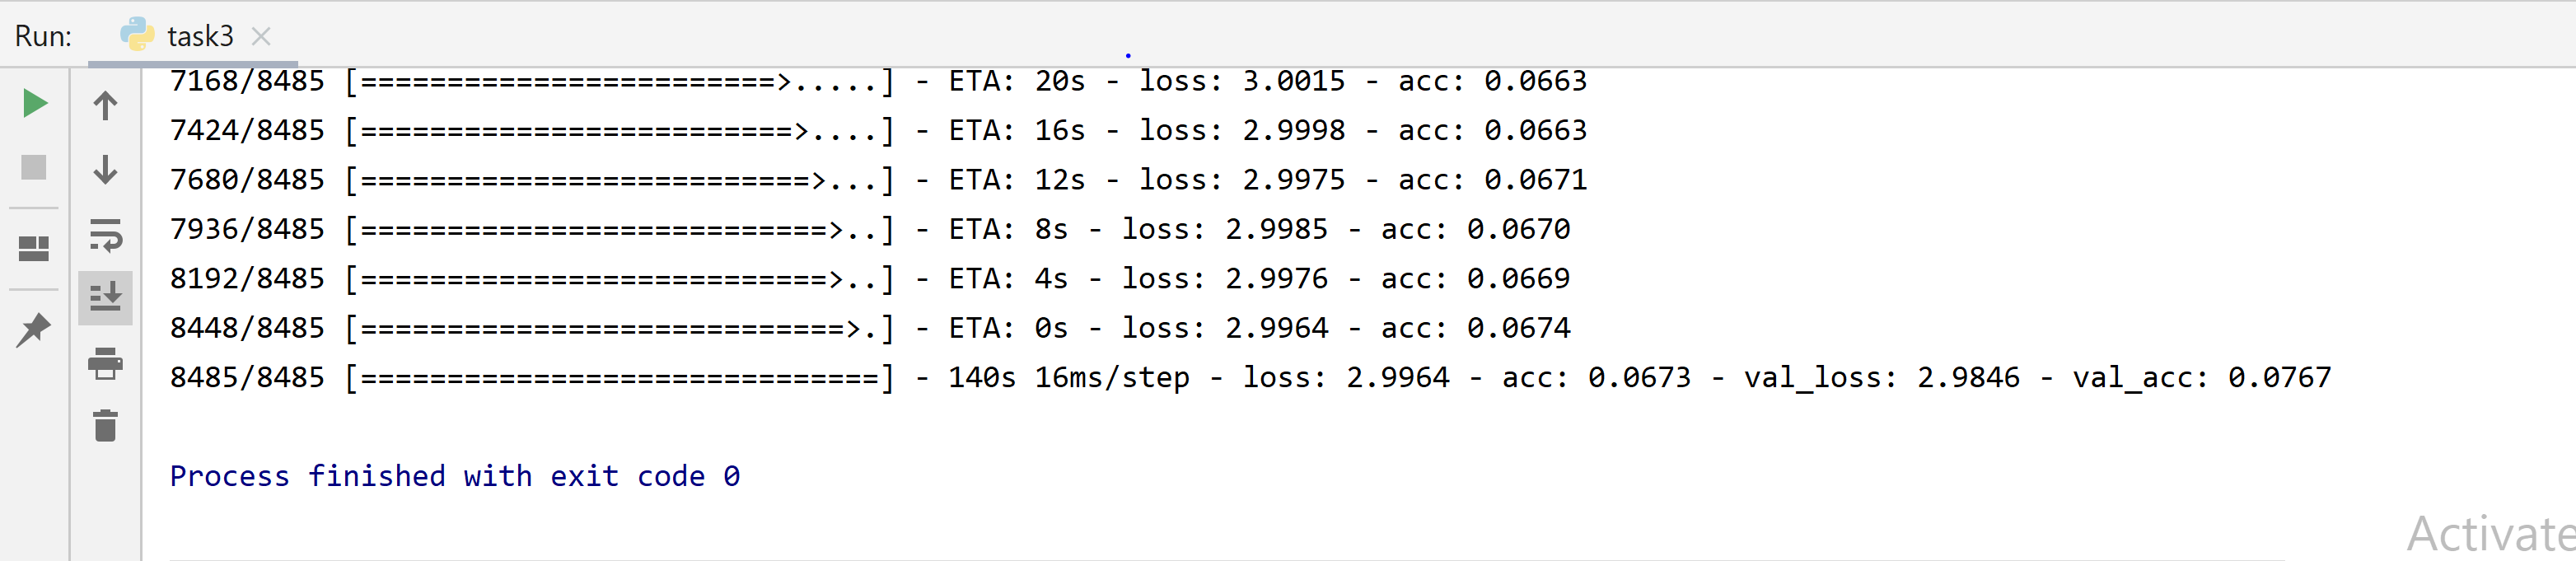 Run: task3
7168/8485 [========================>.....] - ETA: 20s - loss: 3.0015 - acc: 0.0663
7424/8485 [=========================>....] - ETA: 16s - loss: 2.9998 - acc: 0.0663
7680/8485 [==========================>...] - ETA: 12s - loss: 2.9975 - acc: 0.0671
7936/8485 [===========================>..] - ETA: 8s - loss: 2.9985 - acc: 0.0670
8192/8485 [===========================>..] - ETA: 4s - loss: 2.9976 - acc: 0.0669
8448/8485 [============================>.] - ETA: 0s - loss: 2.9964 - acc: 0.0674
8485/8485 [==============================] - 140s 16ms/step - loss: 2.9964 - acc: 0.0673 - val_loss: 2.9846 - val_acc: 0.0767
Process finished with exit code 0
Activate